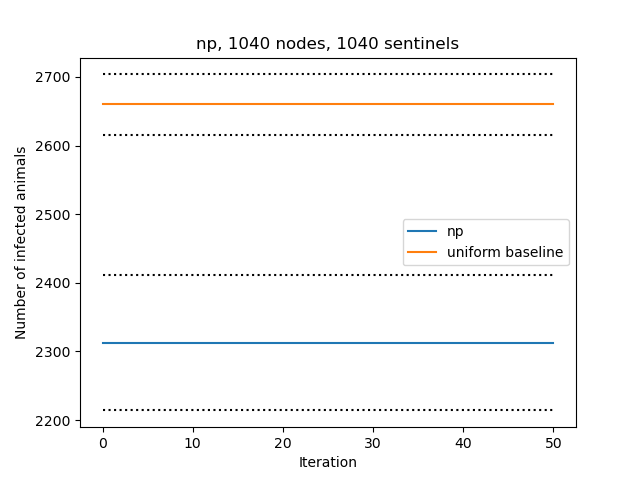 np, 1040 nodes, 1040 sentinels
2700
2600
2500
2400
2300
2200
Number of infected animals
np
uniform baseline
0 10 20 30 40 50
Iteration